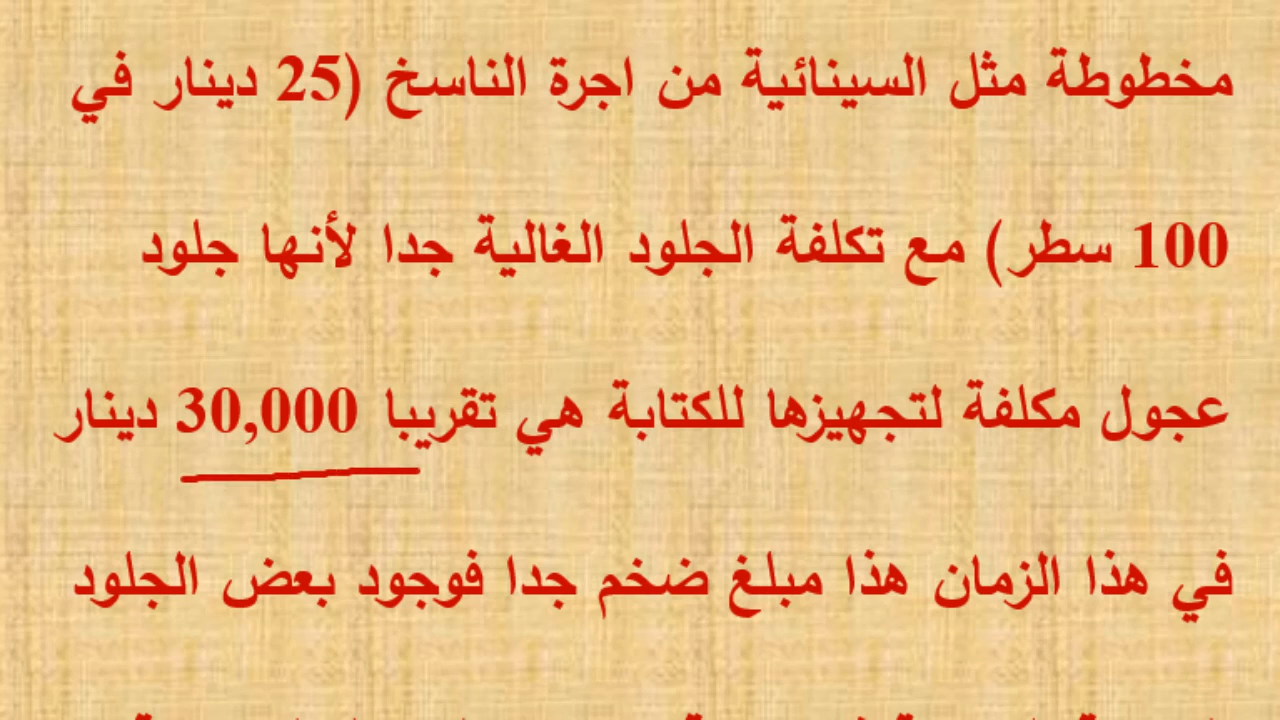 مخطوطة مثل السينائية من اجرة الناسخ (25 دينار في
100 سطر) مع تكلفة الجلود الغالية جدا لأنها جلود
عجول مكلفة لتجهيزها للكتابة هي تقريبا 30,000 دينار
في هذا الزمان هذا مبلغ ضخم جدا فوجود بعض الجلود